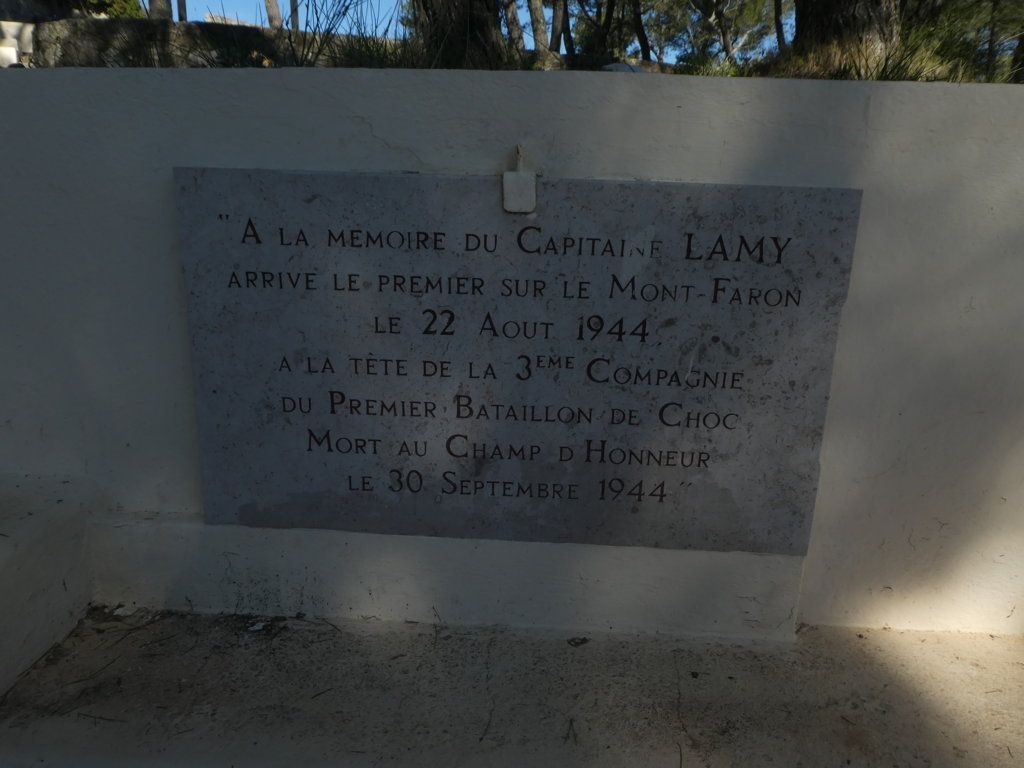 "A LA MEMOIRE DU CAPITAINE LAMY
ARRIVE LE PREMIER SUR LE MONT-FARON
LE 22 AOUT 1944
A LA TÊTE DE LA 3EME COMPAGNIE
DU PREMIER BATAILLON DE CHOC
MORT AU CHAMP D HONNEUR
LE 30 SEPTEMBRE 1944"